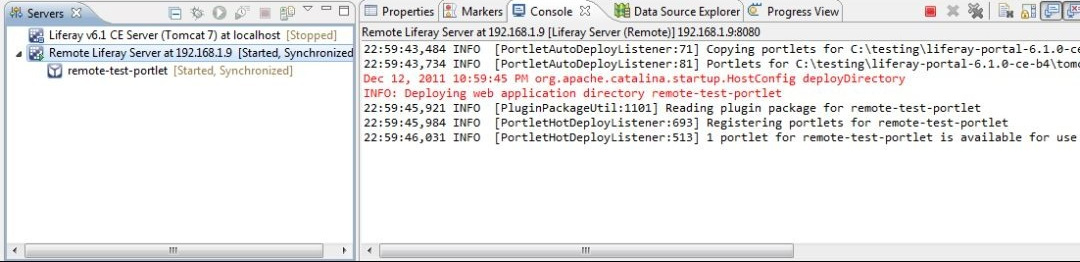 Servers
Liferay v6.1 CE Server (Tomcat 7) at localhost [Stopped]
Remote Liferay Server at 192.168.1.9 [Started, Synchronized
remote-test-portlet [Started, Synchronized]
Properties Markers Console Data Source Explorer Progress View
Remote Liferay Server at 192.168.1.9 [Liferay Server (Remote)] 192.168.1.9:8080
22:59:43,484 INFO [PortletAutoDeployListener:71] Copying portlets for C:\testing\liferay-portal-6.1.0-ce-b
22:59:43,734 INFO [PortletAutoDeployListener:81] Portlets for C:\testing\liferay-portal-6.1.0-ce-b4\tomc
Dec 12, 2011 10:59:45 PM org.apache.catalina.startup.HostConfig deployDirectory
INFO: Deploying web application directory remote-test-portlet
22:59:45,921 INFO [PluginPackageUtil:1101] Reading plugin package for remote-test-portlet
22:59:45,984 INFO [PortletHotDeployListener:693] Registering portlets for remote-test-portlet
22:59:46,031 INFO [PortletHotDeployListener:513] 1 portlet for remote-test-portlet is available for use